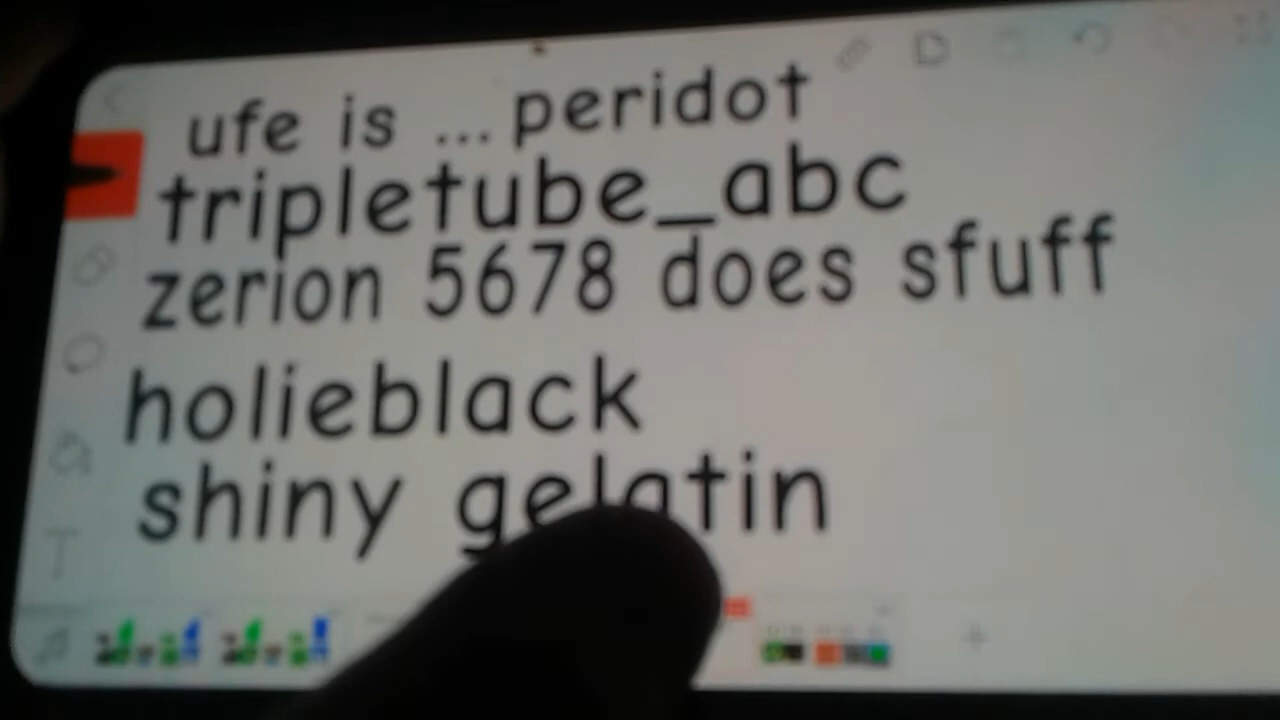 ufe is ... peridot
tripletube_abc
zerion 5678 does sfuff
holieblack
shiny gelatin